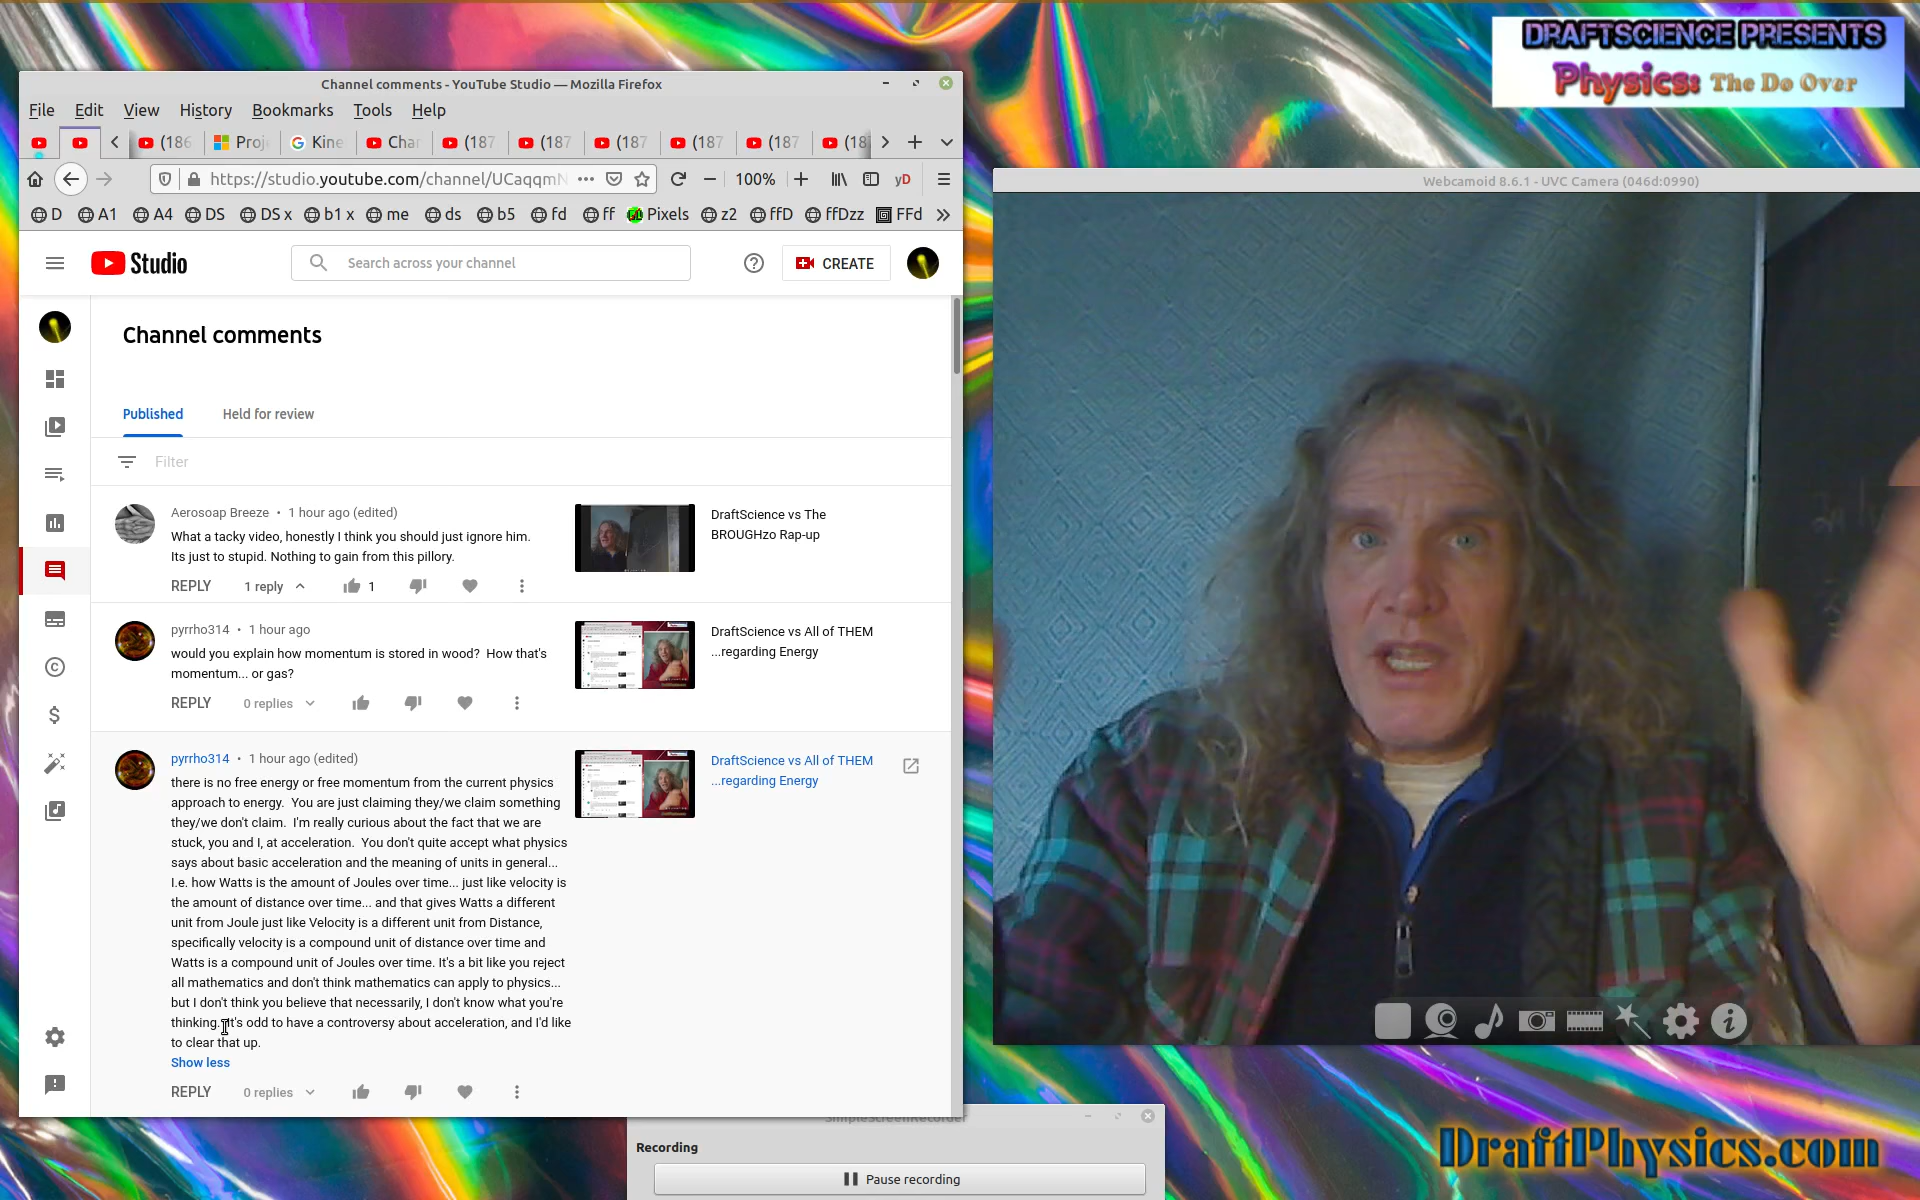 DRAFTSCIENCE PRESENTS
Physics: The Do Over
Channel comments - YouTube Studio — Mozilla Firefox
File Edit View History Bookmarks Tools Help
(186 Proj Kine Char (187 (187 (187 (187 (187 (18
https://studio.youtube.com/channel/UCaqqmN 100% yD
D A1 A4 DS DS x b1 x me ds b5 fd ff Pixels z2 ffD ffDzz FFd
Webcamoid 8.6.1 - UVC Camera (046d:0990)
Studio
Search across your channel
CREATE
Channel comments
Published Held for review
Filter
Aerosoap Breeze • 1 hour ago (edited)
What a tacky video, honestly I think you should just ignore him.
Its just to stupid. Nothing to gain from this pillory.
REPLY 1 reply 1
DraftScience vs The
BROUGHzo Rap-up
pyrrho314 • 1 hour ago
would you explain how momentum is stored in wood?  How that's
momentum... or gas?
REPLY 0 replies
DraftScience vs All of THEM
...regarding Energy
pyrrho314 • 1 hour ago (edited)
there is no free energy or free momentum from the current physics
approach to energy.  You are just claiming they/we claim something
they/we don't claim.  I'm really curious about the fact that we are
stuck, you and I, at acceleration.  You don't quite accept what physics
says about basic acceleration and the meaning of units in general...
I.e. how Watts is the amount of Joules over time... just like velocity is
the amount of distance over time... and that gives Watts a different
unit from Joule just like Velocity is a different unit from Distance,
specifically velocity is a compound unit of distance over time and
Watts is a compound unit of Joules over time. It's a bit like you reject
all mathematics and don't think mathematics can apply to physics...
but I don't think you believe that necessarily, I don't know what you're
thinking.  It's odd to have a controversy about acceleration, and I'd like
to clear that up.
Show less
REPLY 0 replies
DraftScience vs All of THEM
...regarding Energy
SimpleScreenRecorder
Recording
Pause recording
DraftPhysics.com